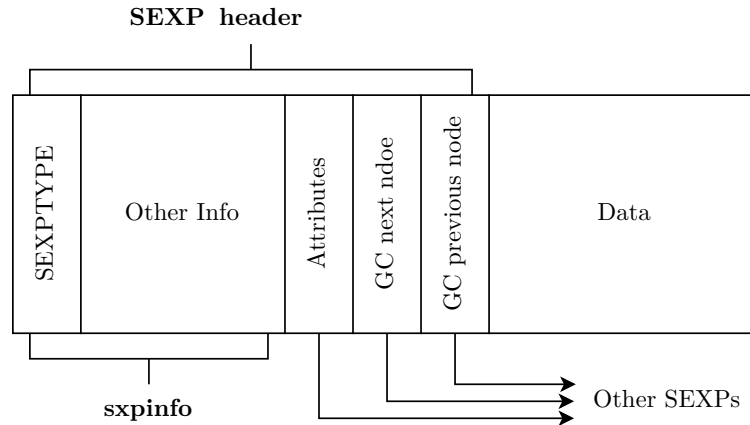 SEXP header
SEXPTYPE
Other Info
Attributes
GC next ndoe
GC previous node
Data
sxpinfo
Other SEXPs